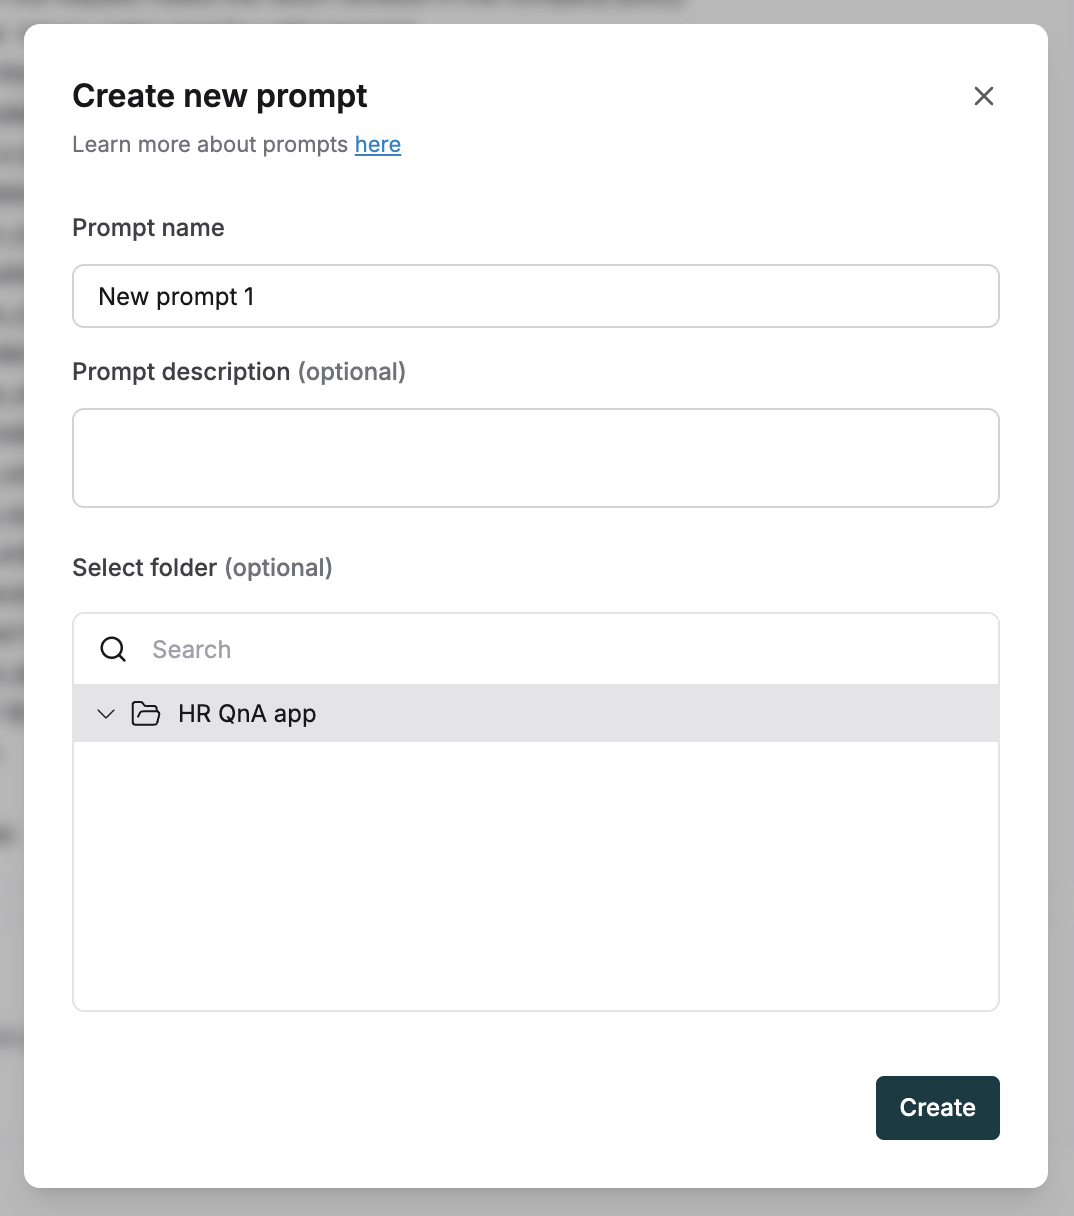 Create new prompt
Learn more about prompts here
Prompt name
New prompt 1
Prompt description (optional)
Select folder (optional)
Search
HR QnA app
Create